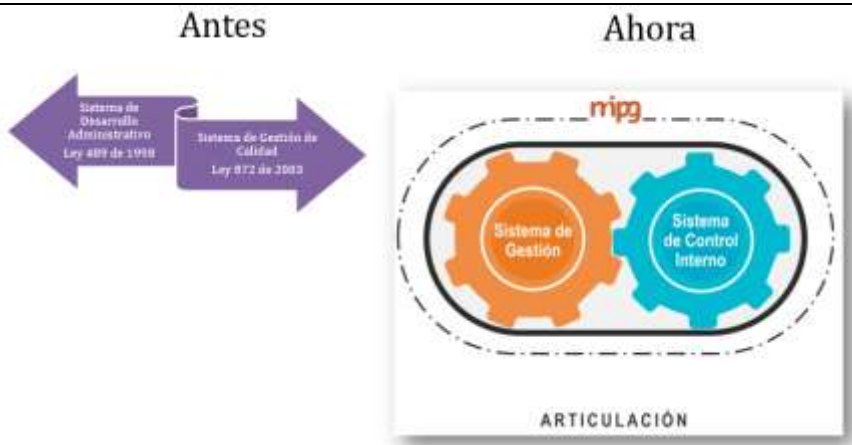 Antes
Ahora
Sistema de
Desarrollo
Administrativo
Ley 489 de 1998
Sistema de Gestión de
Calidad
Ley 872 de 2003
mipg
Sistema de
Gestión
Sistema
de Control
Interno
ARTICULACIÓN